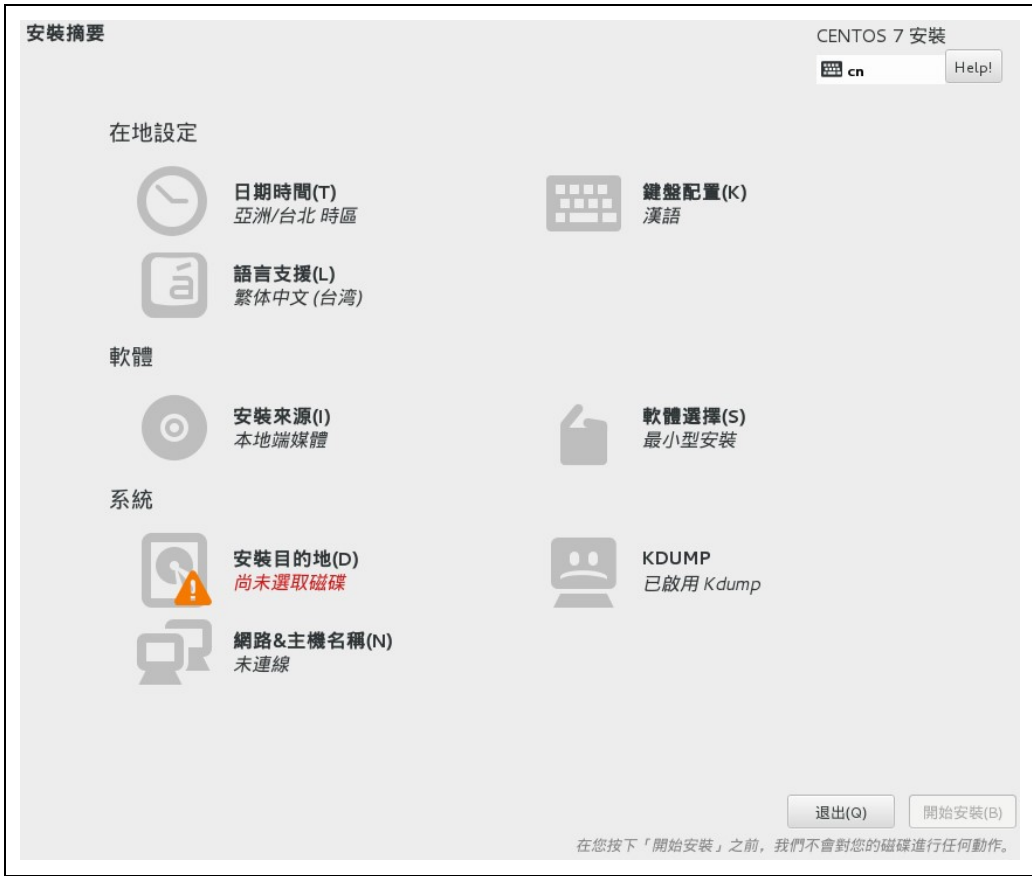 安裝摘要
CENTOS 7 安裝
cn
Help!
在地設定
日期時間(T)
亞洲/台北 時區
鍵盤配置(K)
漢語
語言支援(L)
繁体中文 (台湾)
軟體
安裝來源(I)
本地端媒體
軟體選擇(S)
最小型安裝
系統
安裝目的地(D)
尚未選取磁碟
KDUMP
已啟用 Kdump
網路&主機名稱(N)
未連線
退出(Q)
開始安裝(B)
在您按下「開始安裝」之前，我們不會對您的磁碟進行任何動作。